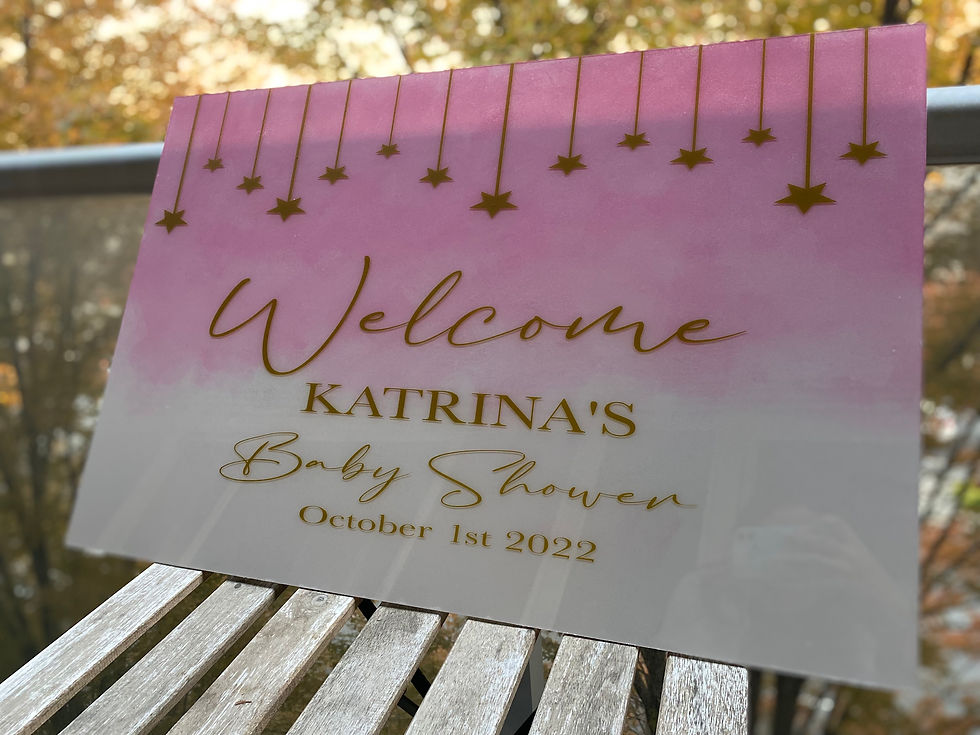 Welcome
KATRINA'S
Baby Shower
October 1st 2022